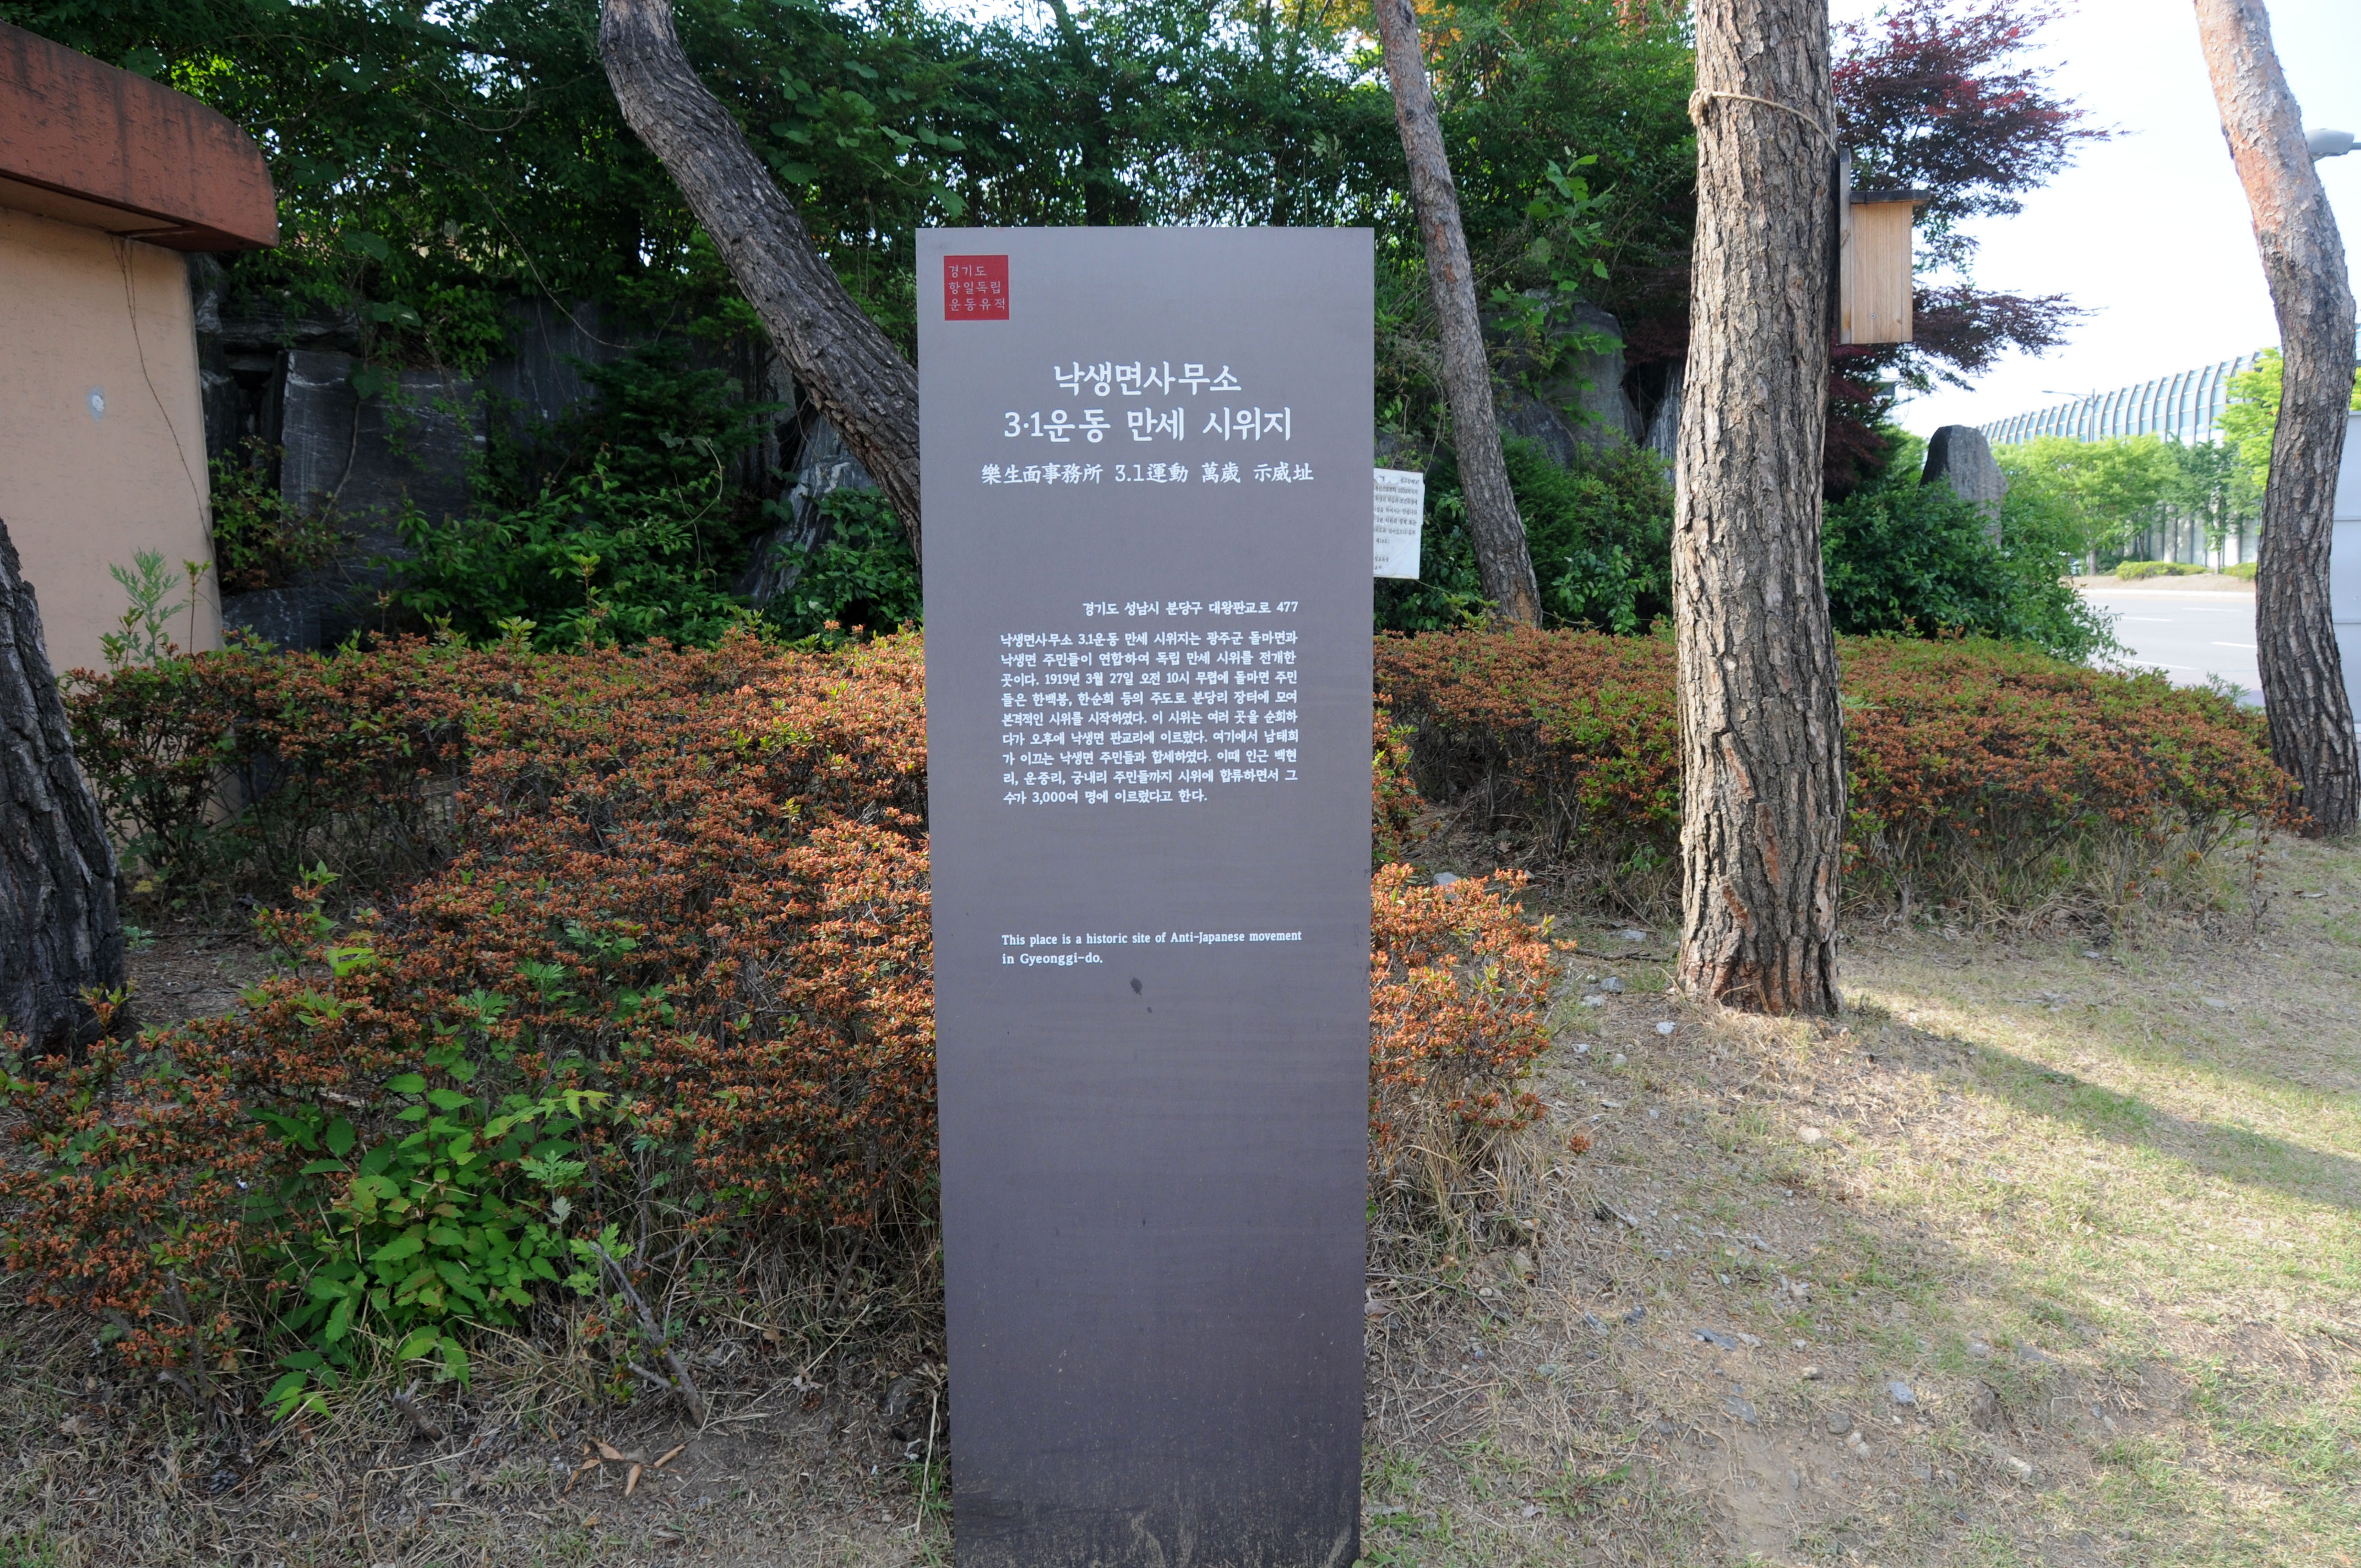 경기도
항일독립
운동유적
낙생면사무소
3·1운동 만세 시위지
樂生面事務所 3.1運動 萬歲 示威址
경기도 성남시 분당구 대왕판교로 477
낙생면사무소 3.1운동 만세 시위지는 광주군 돌마면과
낙생면 주민들이 연합하여 독립 만세 시위를 전개한
곳이다. 1919년 3월 27일 오전 10시 무렵에 돌마면 주민
들은 한백봉, 한순회 등의 주도로 분당리 장터에 모여
본격적인 시위를 시작하였다. 이 시위는 여러 곳을 순회하
다가 오후에 낙생면 판교리에 이르렀다. 여기에서 남태희
가 이끄는 낙생면 주민들과 합세하였다. 이때 인근 백현
리, 운중리, 궁내리 주민들까지 시위에 합류하면서 그
수가 3,000여 명에 이르렀다고 한다.
This place is a historic site of Anti-Japanese movement
in Gyeonggi-do.